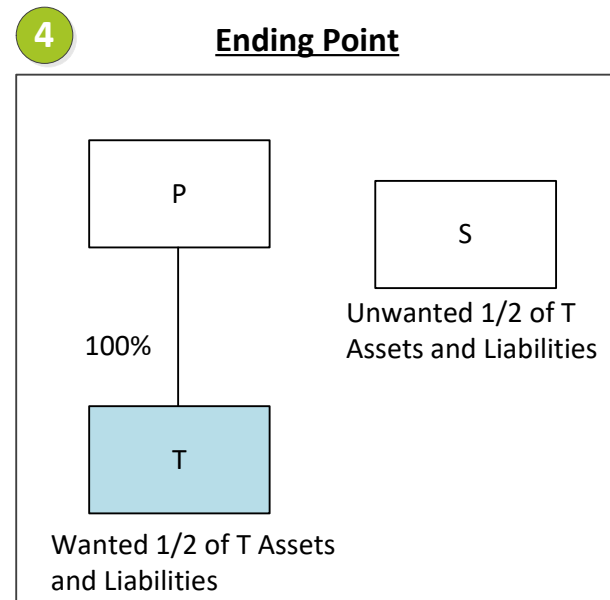 4
Ending Point
P
S
Unwanted 1/2 of T
Assets and Liabilities
100%
T
Wanted 1/2 of T Assets
and Liabilities